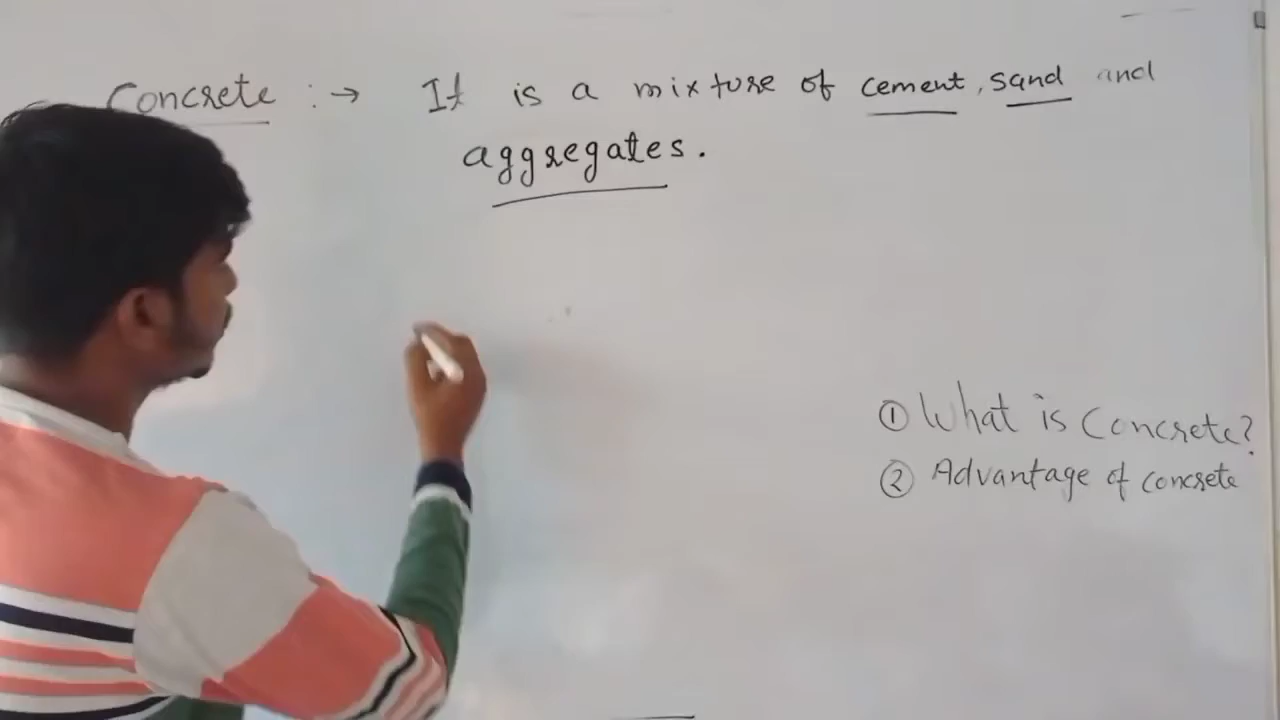 Concrete :→ It is a mixture of cement, sand and
aggregates.
① What is Concrete?
② Advantage of concrete